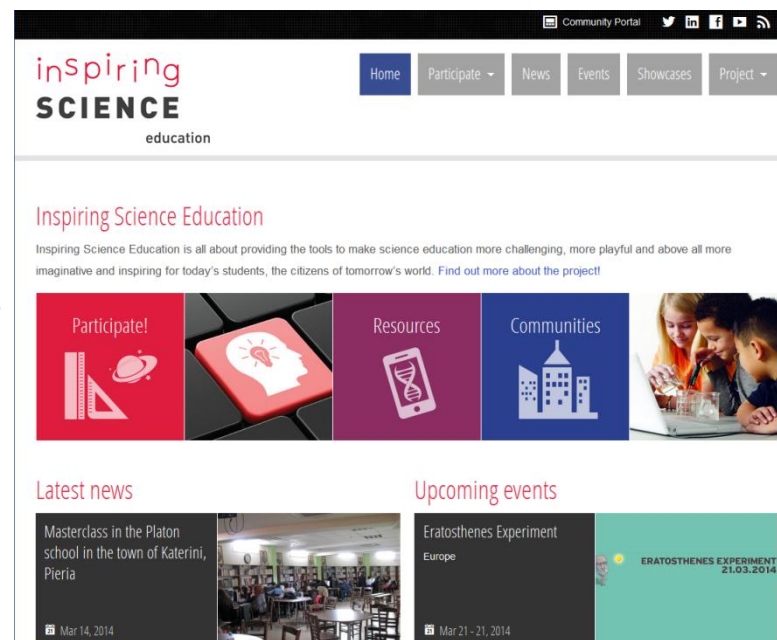 Community Portal
inspiring
SCIENCE
education
Home
Participate
News
Events
Showcases
Project
Inspiring Science Education
Inspiring Science Education is all about providing the tools to make science education more challenging, more playful and above all more
imaginative and inspiring for today's students, the citizens of tomorrow's world. Find out more about the project!
Participate!
Resources
Communities
Latest news
Upcoming events
Masterclass in the Platon
school in the town of Katerini,
Pieria
Mar 14, 2014
Eratosthenes Experiment
Europe
Mar 21 - 21, 2014
ERATOSTHENES EXPERIMENT
21.03.2014